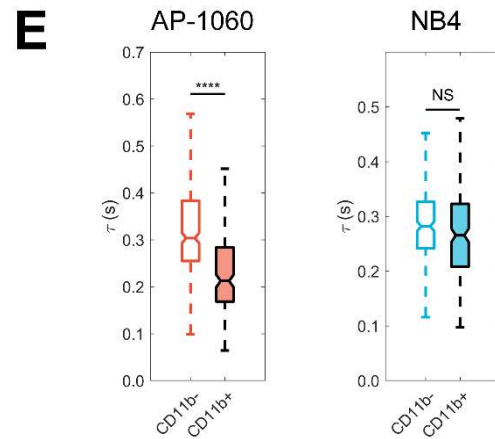 E
AP-1060
NB4
0.7
0.6
0.5
0.4
0.3
0.2
0.1
0.0
τ (s)
****
CD11b-
CD11b+
0.5
0.4
0.3
0.2
0.1
0.0
τ (s)
NS
CD11b-
CD11b+